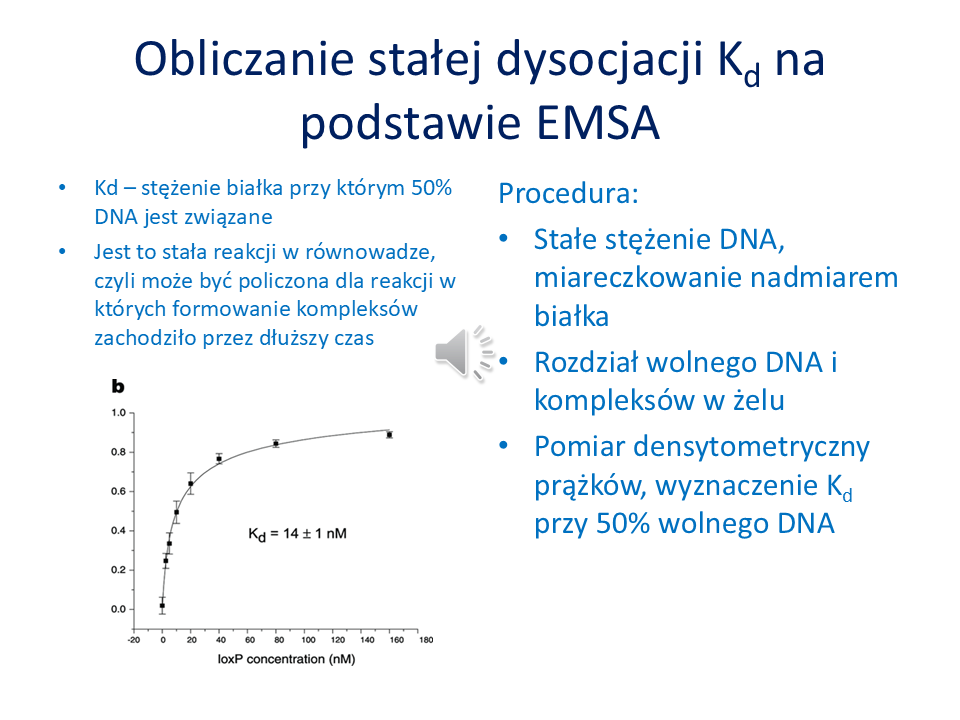 Obliczanie stałej dysocjacji Kd na
podstawie EMSA
• Kd – stężenie białka przy którym 50%
DNA jest związane
• Jest to stała reakcji w równowadze,
czyli może być policzona dla reakcji w
których formowanie kompleksów
zachodziło przez dłuższy czas
b
1.0
0.8
0.6
0.4
0.2
0.0
Kd = 14 ± 1 nM
-20 0 20 40 60 80 100 120 140 160 180
loxP concentration (nM)
Procedura:
• Stałe stężenie DNA,
miareczkowanie nadmiarem
białka
• Rozdział wolnego DNA i
kompleksów w żelu
• Pomiar densytometryczny
prążków, wyznaczenie Kd
przy 50% wolnego DNA